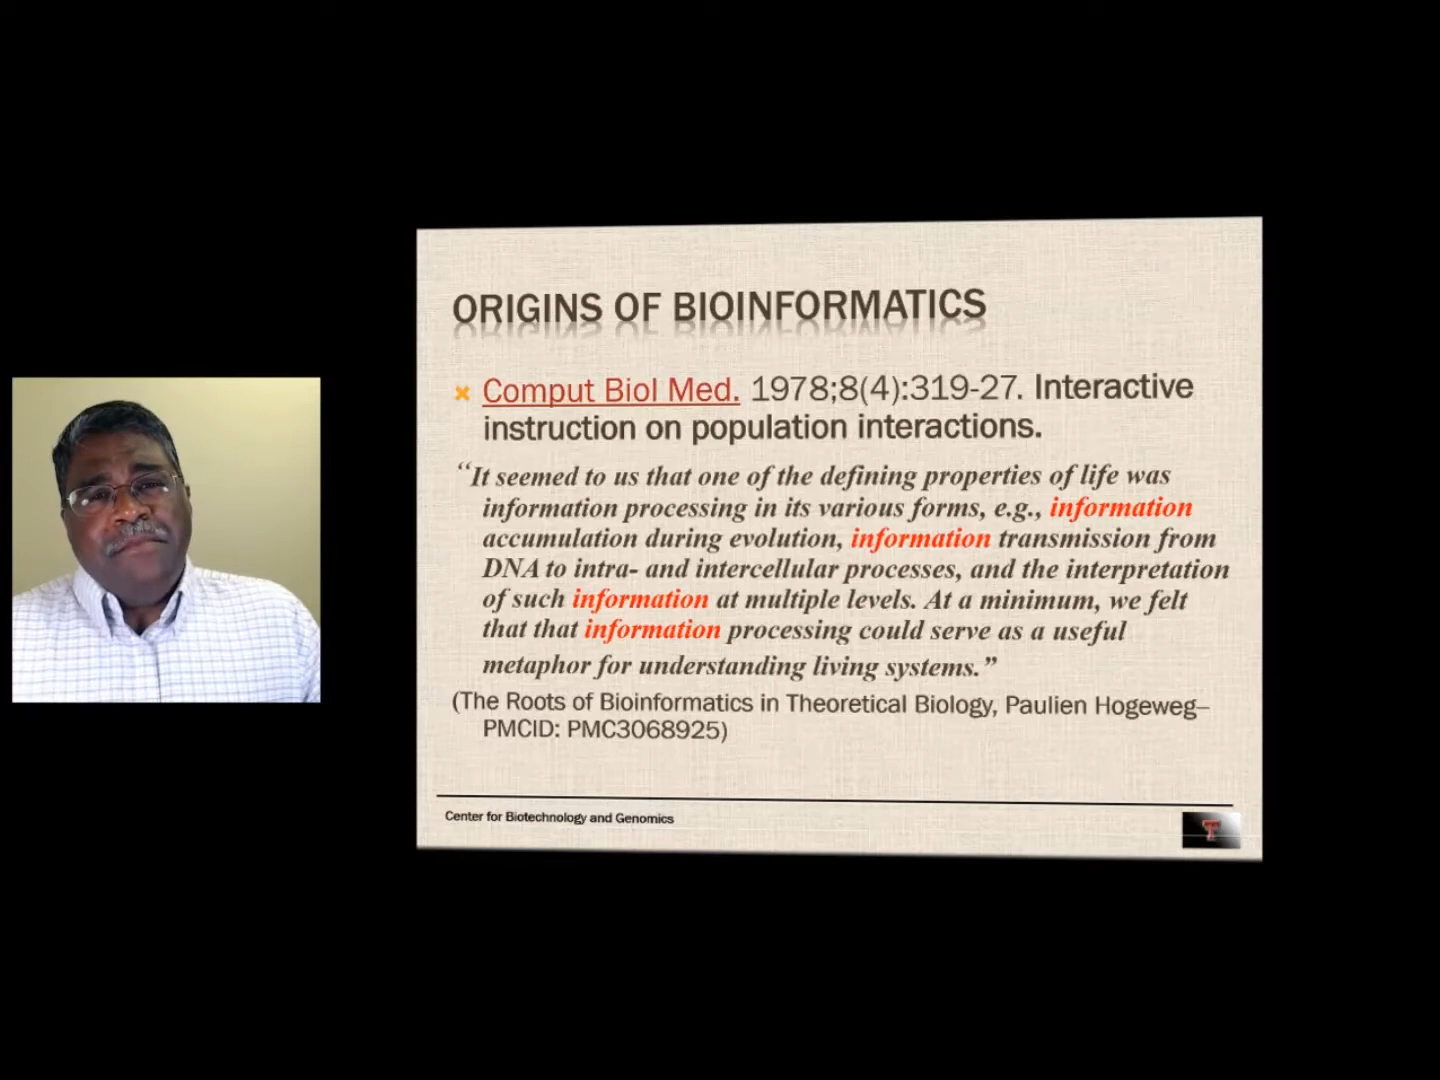 ORIGINS OF BIOINFORMATICS
Comput Biol Med. 1978;8(4):319-27. Interactive
instruction on population interactions.
“It seemed to us that one of the defining properties of life was
information processing in its various forms, e.g., information
accumulation during evolution, information transmission from
DNA to intra- and intercellular processes, and the interpretation
of such information at multiple levels. At a minimum, we felt
that that information processing could serve as a useful
metaphor for understanding living systems.”
(The Roots of Bioinformatics in Theoretical Biology, Paulien Hogeweg–
PMCID: PMC3068925)
Center for Biotechnology and Genomics
T